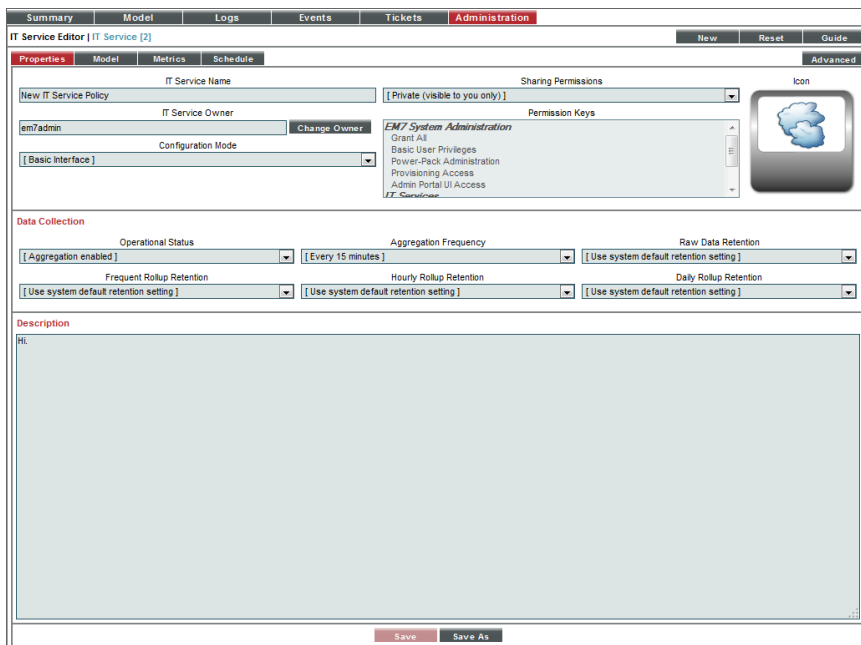 Summary Model Logs Events Tickets Administration
IT Service Editor | IT Service [2] New Reset Guide
Properties Model Metrics Schedule Advanced
IT Service Name Sharing Permissions Icon
New IT Service Policy [ Private (visible to you only) ]
IT Service Owner Permission Keys
em7admin Change Owner EM7 System Administration
Grant All
Configuration Mode Basic User Privileges
[ Basic Interface ] Power-Pack Administration
Provisioning Access
Admin Portal UI Access
IT Services
Data Collection
Operational Status Aggregation Frequency Raw Data Retention
[ Aggregation enabled ] [ Every 15 minutes ] [ Use system default retention setting ]
Frequent Rollup Retention Hourly Rollup Retention Daily Rollup Retention
[ Use system default retention setting ] [ Use system default retention setting ] [ Use system default retention setting ]
Description
Hi.
Save Save As